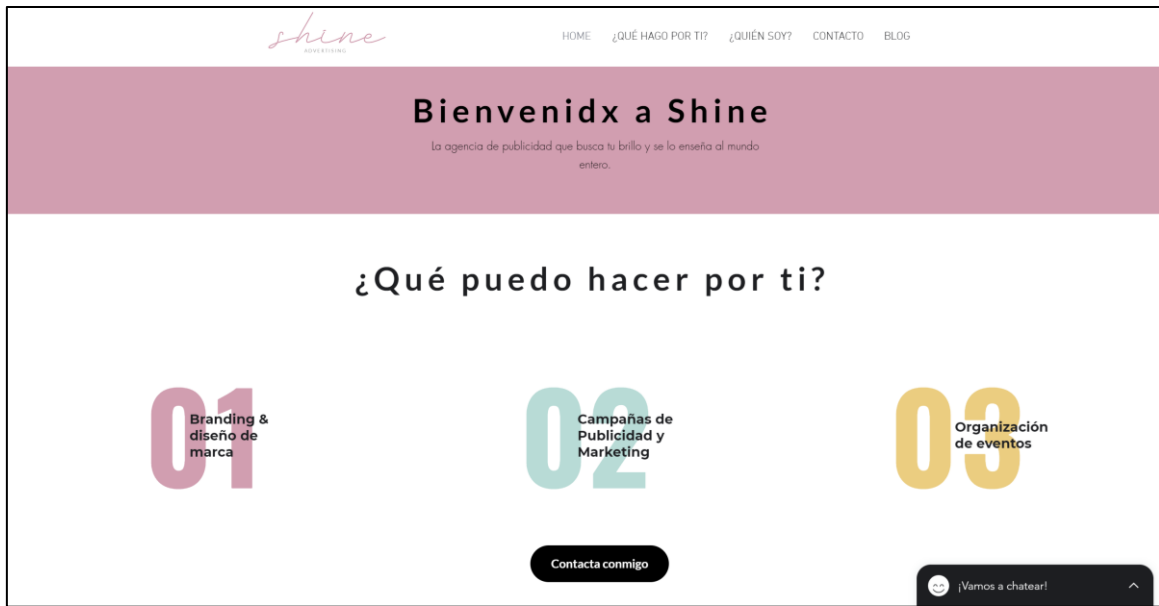 shine
ADVERTISING
HOME ¿QUÉ HAGO POR TI? ¿QUIÉN SOY? CONTACTO BLOG
Bienvenidx a Shine
La agencia de publicidad que busca tu brillo y se lo enseña al mundo
entero.
¿Qué puedo hacer por ti?
01
Branding &
diseño de
marca
02
Campañas de
Publicidad y
Marketing
03
Organización
de eventos
Contacta conmigo
¡Vamos a chatear!